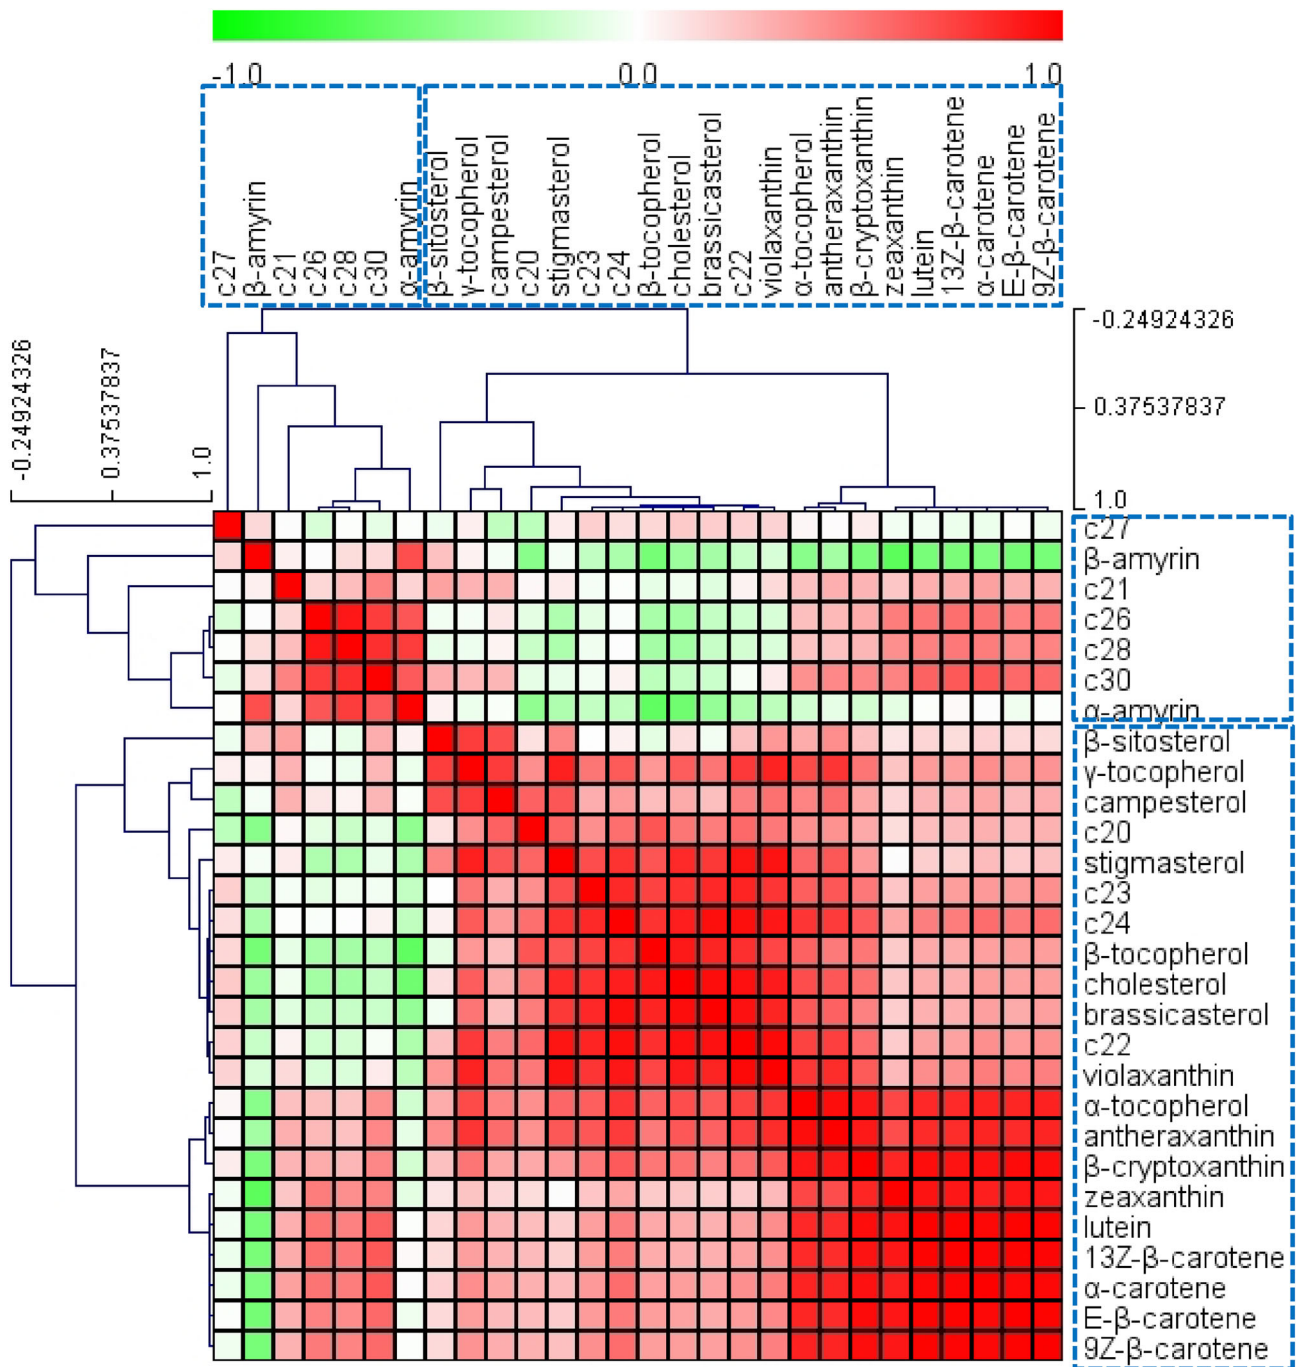 -1.0 0.0 1.0
c27
β-amyrin
c21
c26
c28
c30
α-amyrin
β-sitosterol
γ-tocopherol
campesterol
c20
stigmasterol
c23
c24
β-tocopherol
cholesterol
brassicasterol
c22
violaxanthin
α-tocopherol
antheraxanthin
β-cryptoxanthin
zeaxanthin
lutein
13Z-β-carotene
α-carotene
E-β-carotene
9Z-β-carotene
-0.24924326
0.37537837
1.0
-0.24924326
0.37537837
1.0
c27
β-amyrin
c21
c26
c28
c30
α-amyrin
β-sitosterol
γ-tocopherol
campesterol
c20
stigmasterol
c23
c24
β-tocopherol
cholesterol
brassicasterol
c22
violaxanthin
α-tocopherol
antheraxanthin
β-cryptoxanthin
zeaxanthin
lutein
13Z-β-carotene
α-carotene
E-β-carotene
9Z-β-carotene